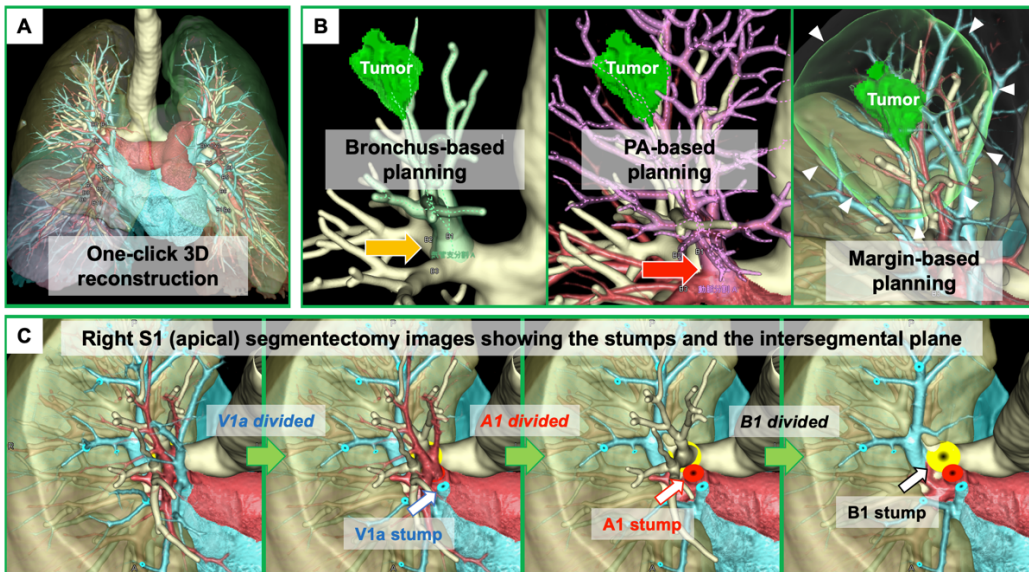 A
One-click 3D
reconstruction
B
Tumor
Bronchus-based
planning
Tumor
PA-based
planning
Tumor
Margin-based
planning
C
Right S1 (apical) segmentectomy images showing the stumps and the intersegmental plane
V1a divided
A1 divided
B1 divided
V1a stump
A1 stump
B1 stump